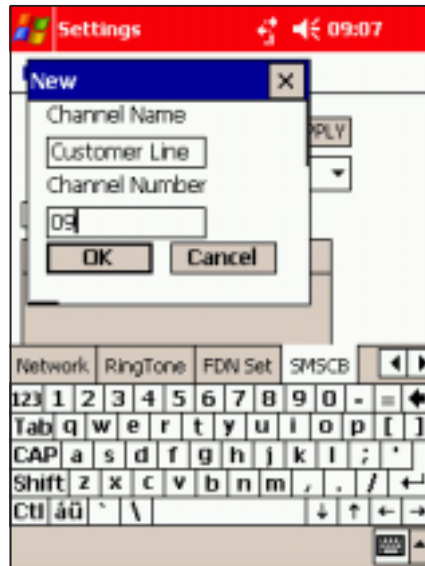 Settings 09:07
New
Channel Name
Customer Line
Channel Number
09
OK Cancel
Network RingTone FDN Set SMSCB
123 1 2 3 4 5 6 7 8 9 0 - =
Tab q w e r t y u i o p [ ]
CAP a s d f g h j k l ; '
Shift z x c v b n m , . /
Ctl áü ` \